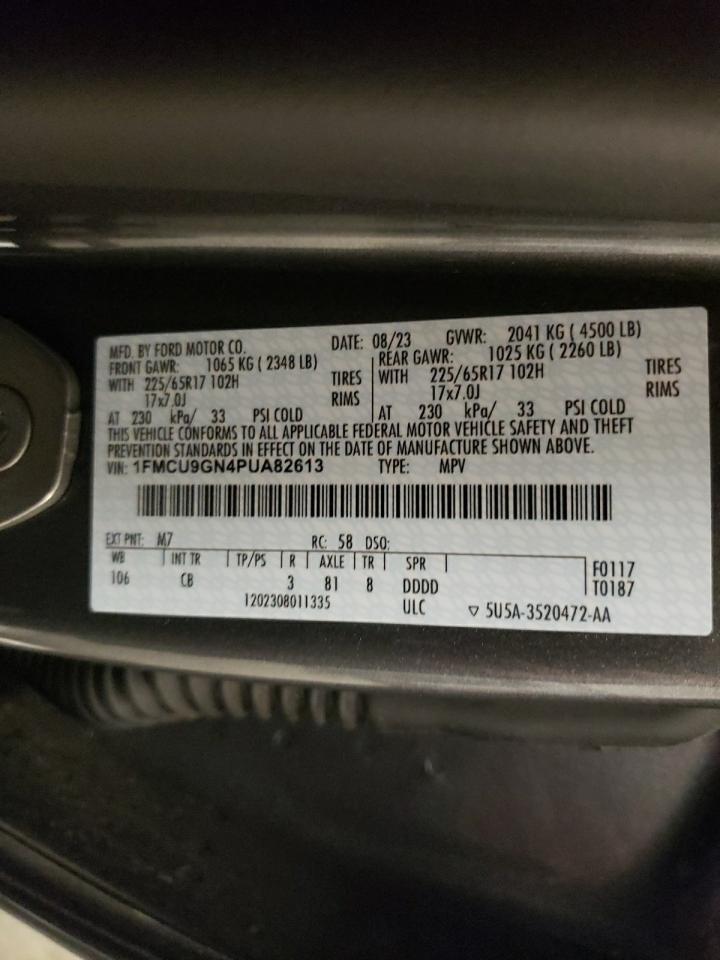 MFD. BY FORD MOTOR CO. DATE: 08/23 GVWR: 2041 KG ( 4500 LB)
FRONT GAWR: 1065 KG ( 2348 LB) REAR GAWR: 1025 KG ( 2260 LB)
WITH 225/65R17 102H TIRES WITH 225/65R17 102H TIRES
17x7.0J RIMS 17x7.0J RIMS
AT 230 kPa/ 33 PSI COLD AT 230 kPa/ 33 PSI COLD
THIS VEHICLE CONFORMS TO ALL APPLICABLE FEDERAL MOTOR VEHICLE SAFETY AND THEFT
PREVENTION STANDARDS IN EFFECT ON THE DATE OF MANUFACTURE SHOWN ABOVE.
VIN: 1FMCU9GN4PUA82613 TYPE: MPV
EXT PNT: M7 RC: 58 DSO:
WB INT TR TP/PS R AXLE TR SPR F0117
106 CB 3 81 8 DDDD T0187
1202308011335 ULC ▽ 5U5A-3520472-AA